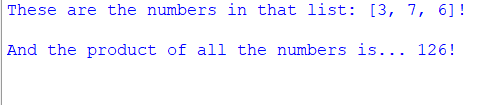 These are the numbers in that list: [3, 7, 6]!
And the product of all the numbers is... 126!